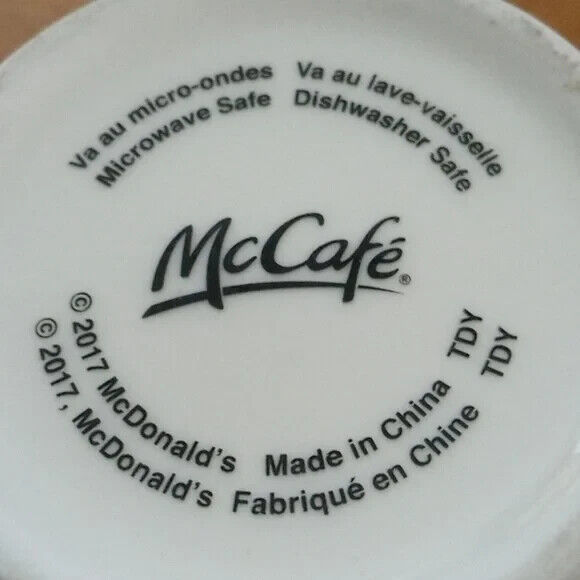 Va au micro-ondes Va au lave-vaisselle
Microwave Safe Dishwasher Safe
McCafé®
© 2017 McDonald's Made in China TDY
© 2017, McDonald's Fabriqué en Chine TDY